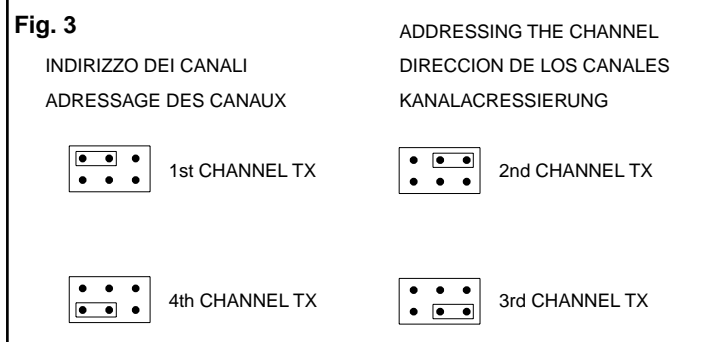 Fig. 3
ADDRESSING THE CHANNEL
INDIRIZZO DEI CANALI
DIRECCION DE LOS CANALES
ADRESSAGE DES CANAUX
KANALACRESSIERUNG
1st CHANNEL TX
2nd CHANNEL TX
4th CHANNEL TX
3rd CHANNEL TX